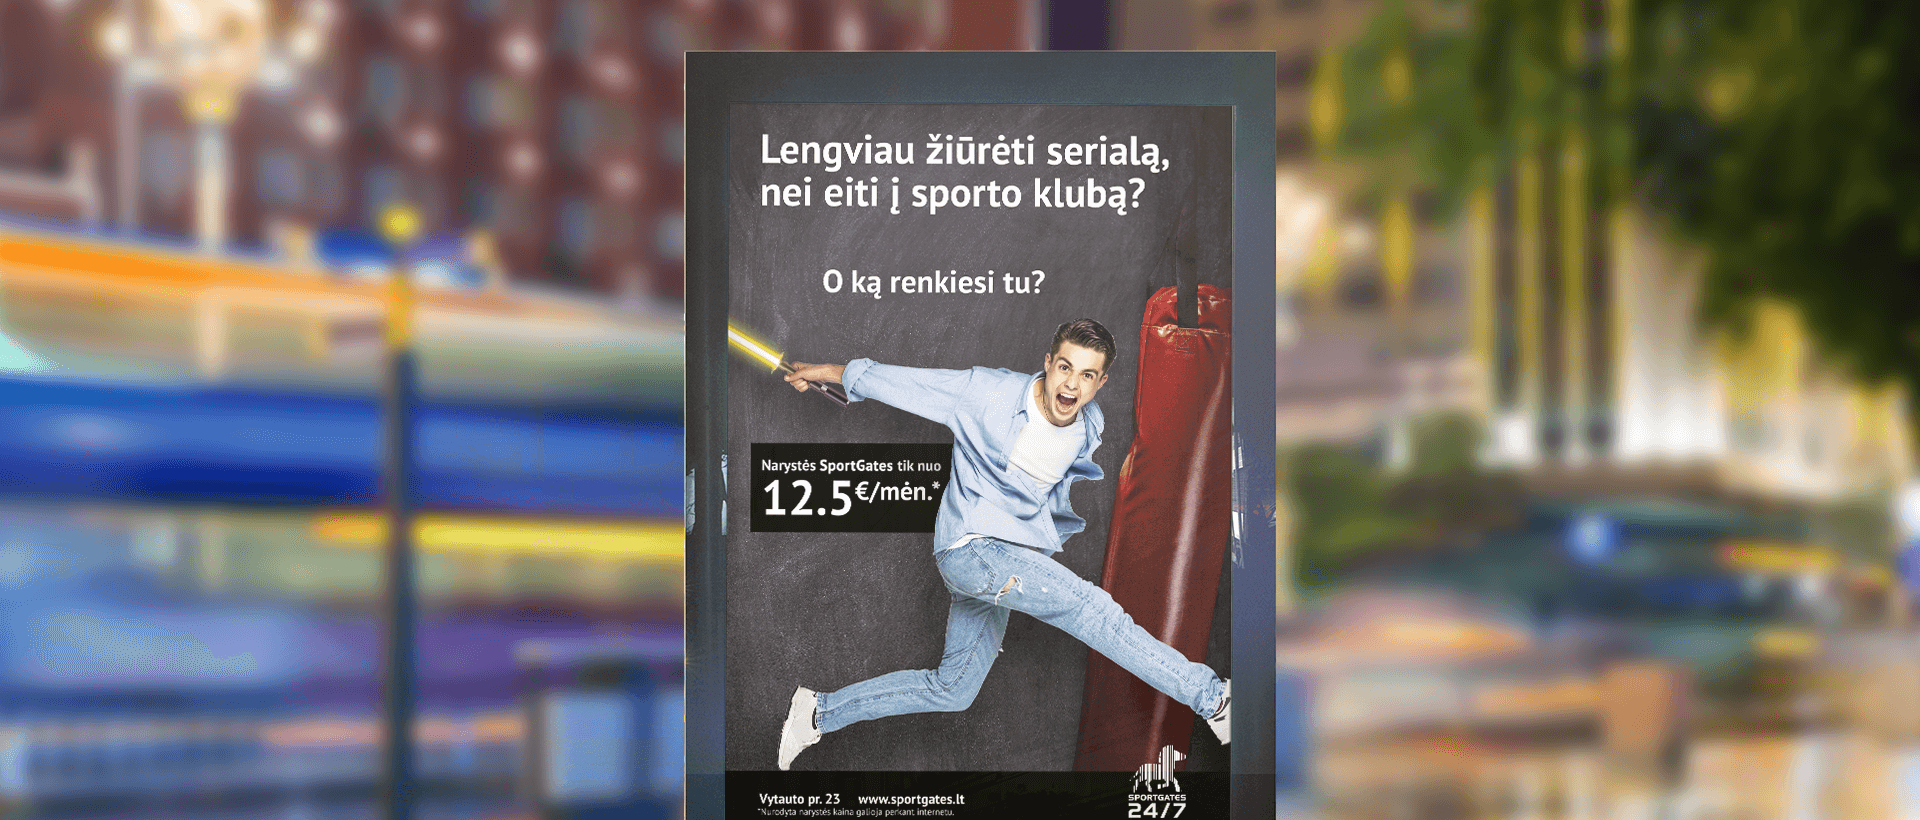 Lengviau žiūrėti serialą,
nei eiti į sporto klubą?
O ką renkiesi tu?
Narystės SportGates tik nuo
12.5€/mėn.*
Vytauto pr. 23 www.sportgates.lt
*Nurodyta narystės kaina galioja perkant internetu.
SPORTGATES
24/7